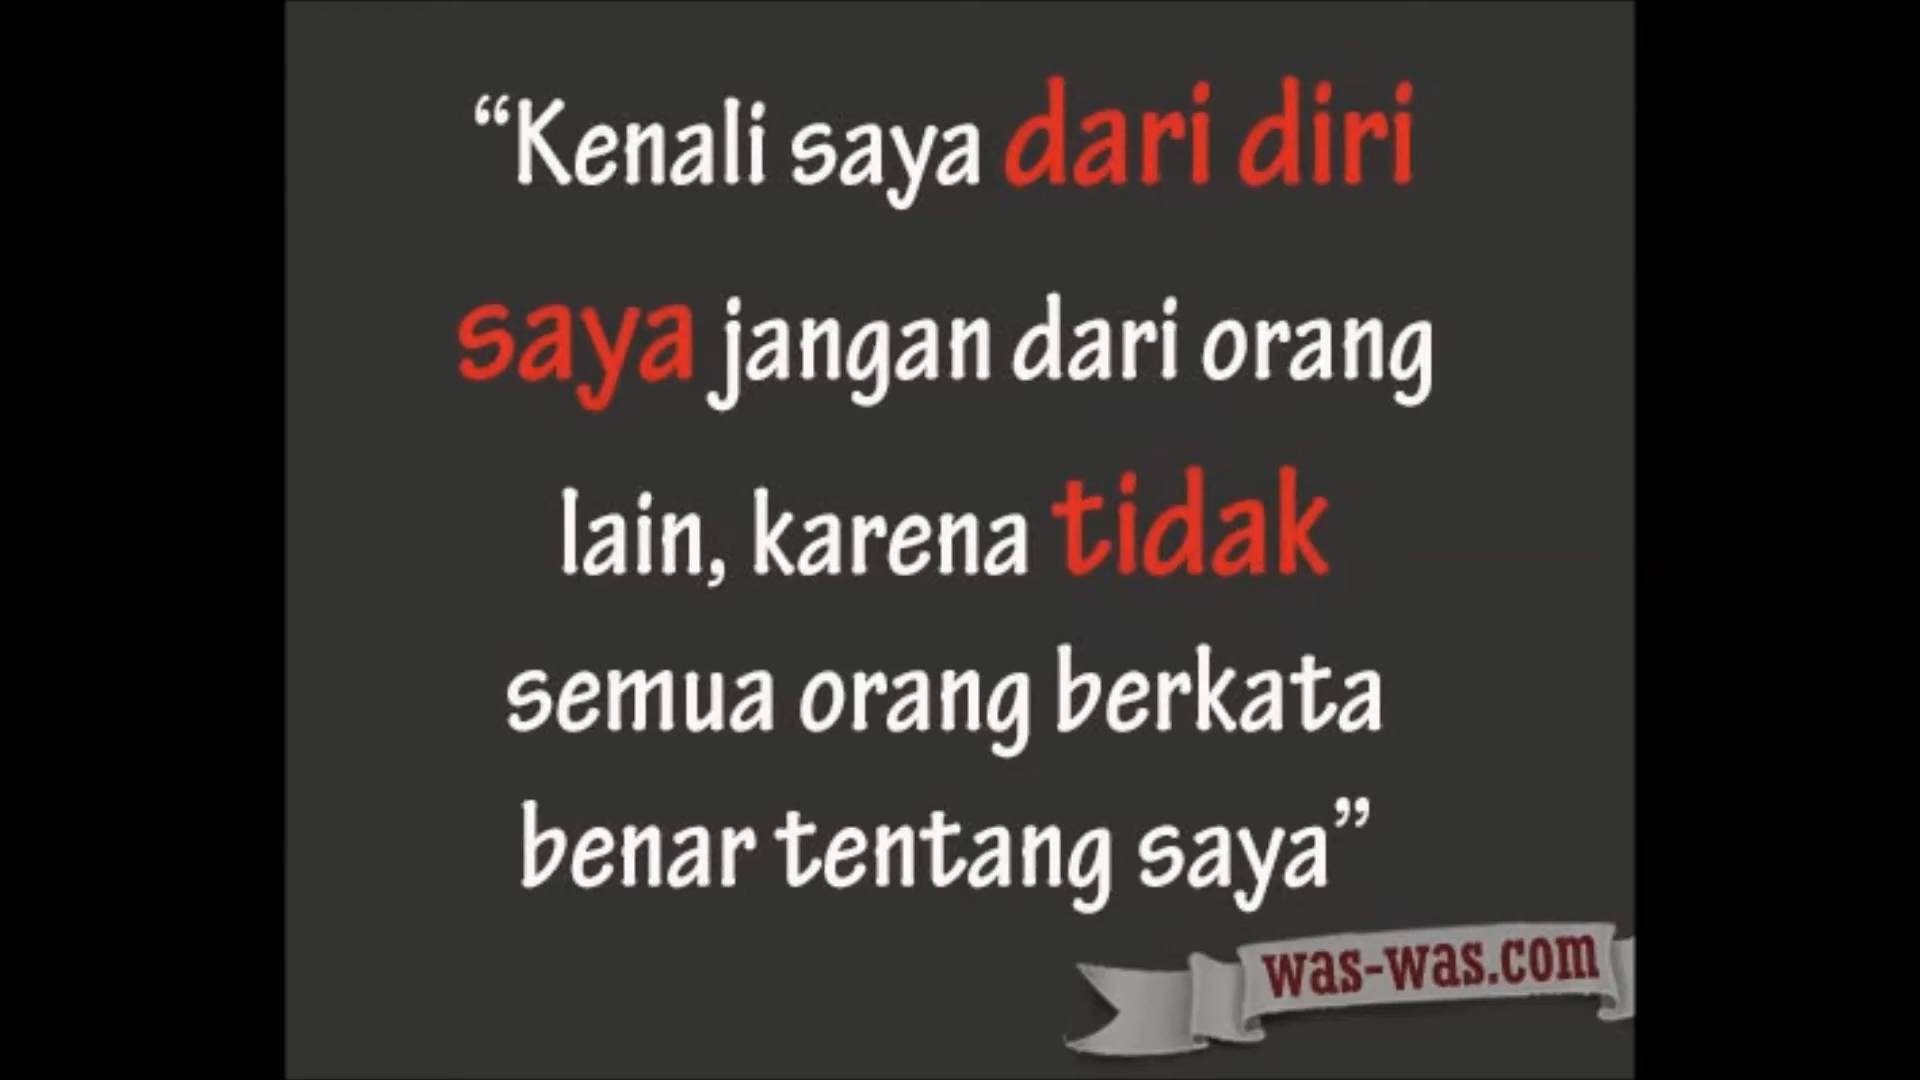 “Kenali saya dari diri
saya jangan dari orang
lain, karena tidak
semua orang berkata
benar tentang saya”
was-was.com